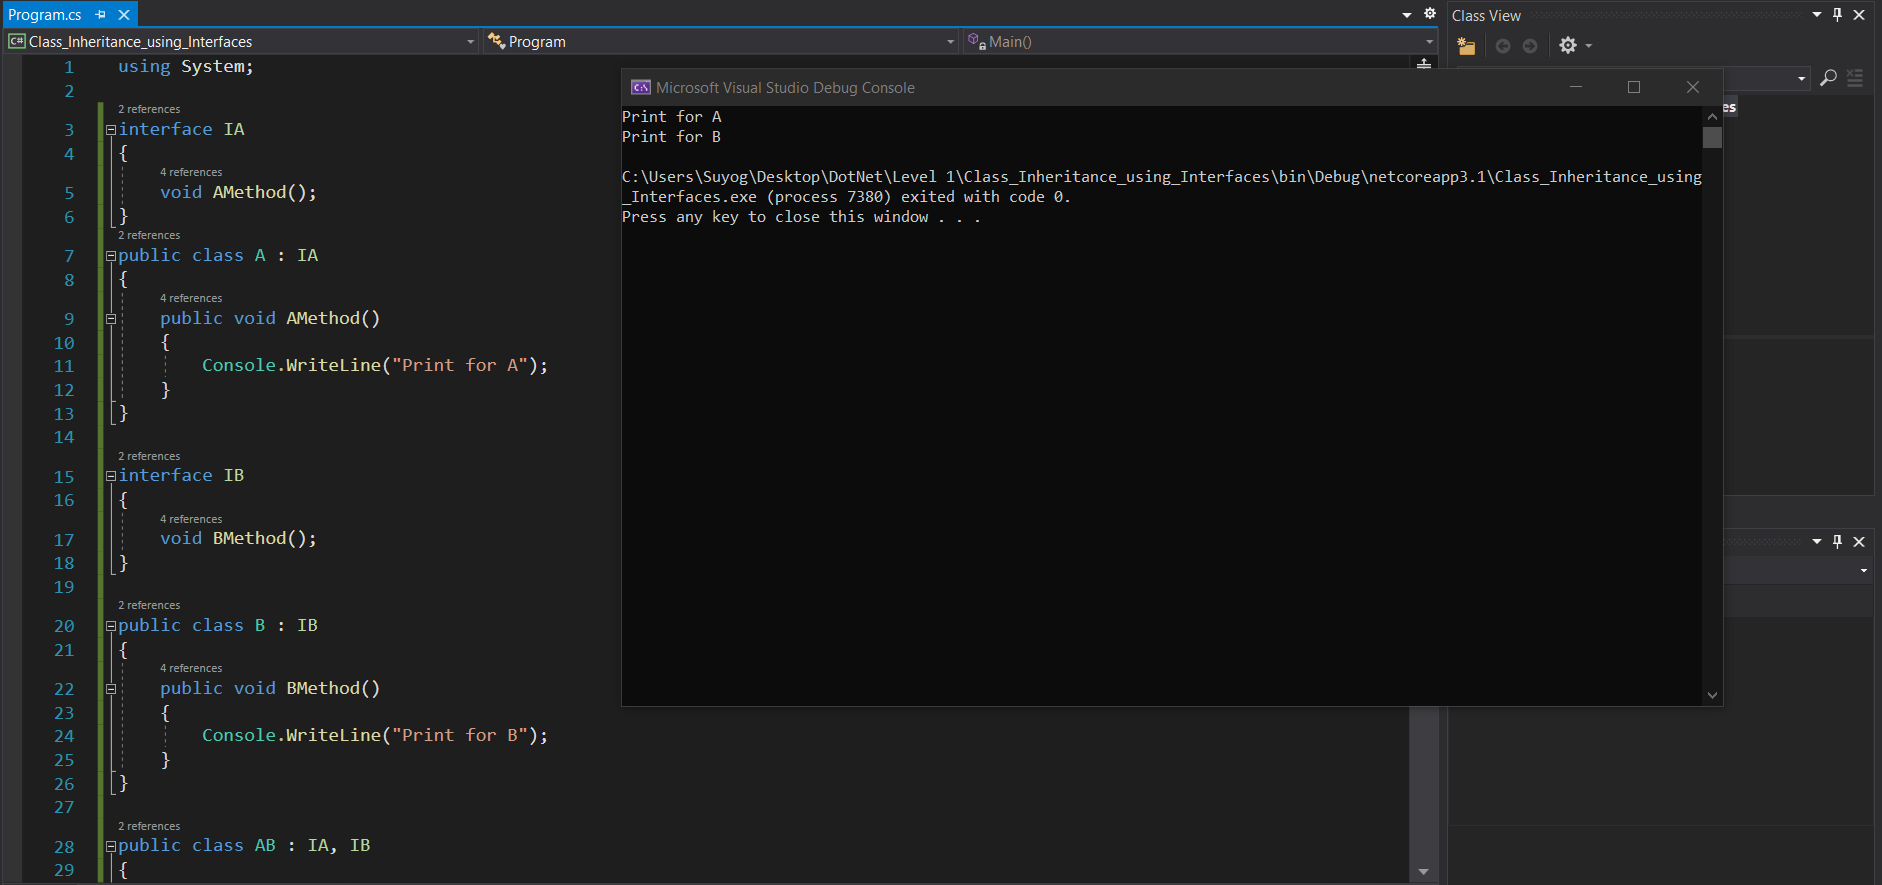 Program.cs
Class View
Class_Inheritance_using_Interfaces
Program
Main()
1 using System;
2
2 references
3 interface IA
4 {
4 references
5 void AMethod();
6 }
2 references
7 public class A : IA
8 {
4 references
9 public void AMethod()
10 {
11 Console.WriteLine("Print for A");
12 }
13 }
14
2 references
15 interface IB
16 {
4 references
17 void BMethod();
18 }
19
2 references
20 public class B : IB
21 {
4 references
22 public void BMethod()
23 {
24 Console.WriteLine("Print for B");
25 }
26 }
27
2 references
28 public class AB : IA, IB
29 {
Microsoft Visual Studio Debug Console
Print for A
Print for B
C:\Users\Suyog\Desktop\DotNet\Level 1\Class_Inheritance_using_Interfaces\bin\Debug\netcoreapp3.1\Class_Inheritance_using
_Interfaces.exe (process 7380) exited with code 0.
Press any key to close this window . . .
es